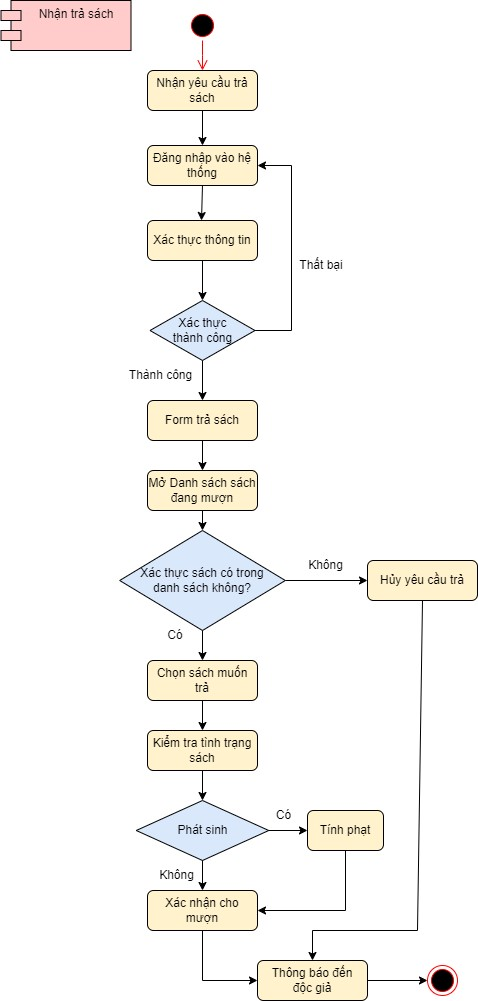 Nhận trả sách
Nhận yêu cầu trả
sách
Đăng nhập vào hệ
thống
Xác thực thông tin
Thất bại
Xác thực
thành công
Thành công
Form trả sách
Mở Danh sách sách
đang mượn
Xác thực sách có trong
danh sách không?
Không
Hủy yêu cầu trả
Có
Chọn sách muốn
trả
Kiểm tra tình trạng
sách
Phát sinh
Có
Tính phạt
Không
Xác nhận cho
mượn
Thông báo đến
độc giả